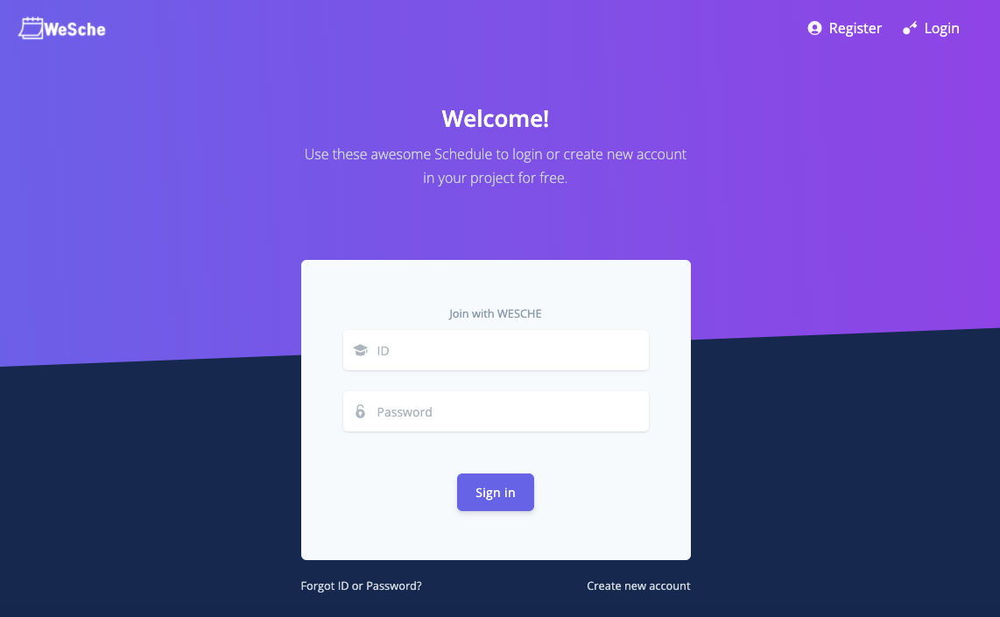 WeSche
Register
Login
Welcome!
Use these awesome Schedule to login or create new account
in your project for free.
Join with WESCHE
ID
Password
Sign in
Forgot ID or Password?
Create new account